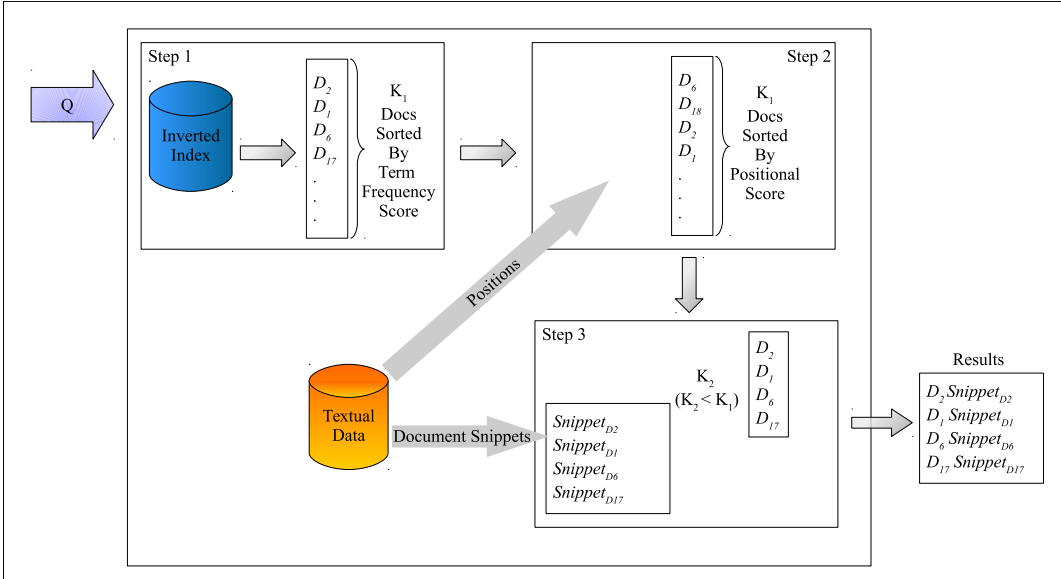 Q
Step 1
Inverted
Index
D2
D1
D6
D17
.
.
.
K1
Docs
Sorted
By
Term
Frequency
Score
Step 2
D6
D18
D2
D1
.
.
.
K1
Docs
Sorted
By
Positional
Score
Positions
Textual
Data
Document Snippets
Step 3
SnippetD2
SnippetD1
SnippetD6
SnippetD17
K2
(K2 < K1)
D2
D1
D6
D17
Results
D2 SnippetD2
D1 SnippetD1
D6 SnippetD6
D17 SnippetD17